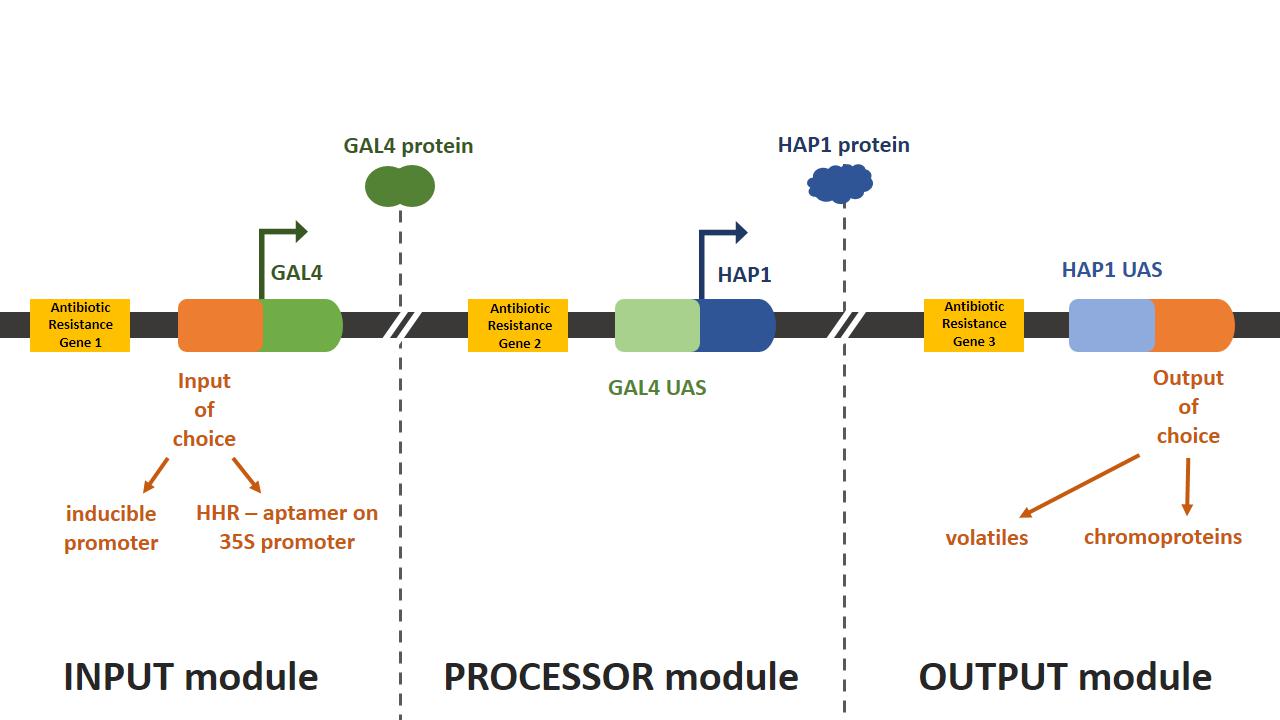 GAL4 protein
HAP1 protein
GAL4
HAP1
HAP1 UAS
Antibiotic
Resistance
Gene 1
Antibiotic
Resistance
Gene 2
Antibiotic
Resistance
Gene 3
Input
of
choice
GAL4 UAS
Output
of
choice
inducible
promoter
HHR – aptamer on
35S promoter
volatiles
chromoproteins
INPUT module
PROCESSOR module
OUTPUT module